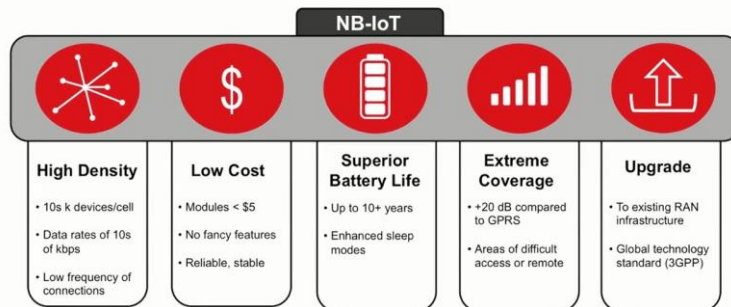 NB-IoT
$
High Density
• 10s k devices/cell
• Data rates of 10s
of kbps
• Low frequency of
connections
Low Cost
• Modules < $5
• No fancy features
• Reliable, stable
Superior
Battery Life
• Up to 10+ years
• Enhanced sleep
modes
Extreme
Coverage
• +20 dB compared
to GPRS
• Areas of difficult
access or remote
Upgrade
• To existing RAN
infrastructure
• Global technology
standard (3GPP)